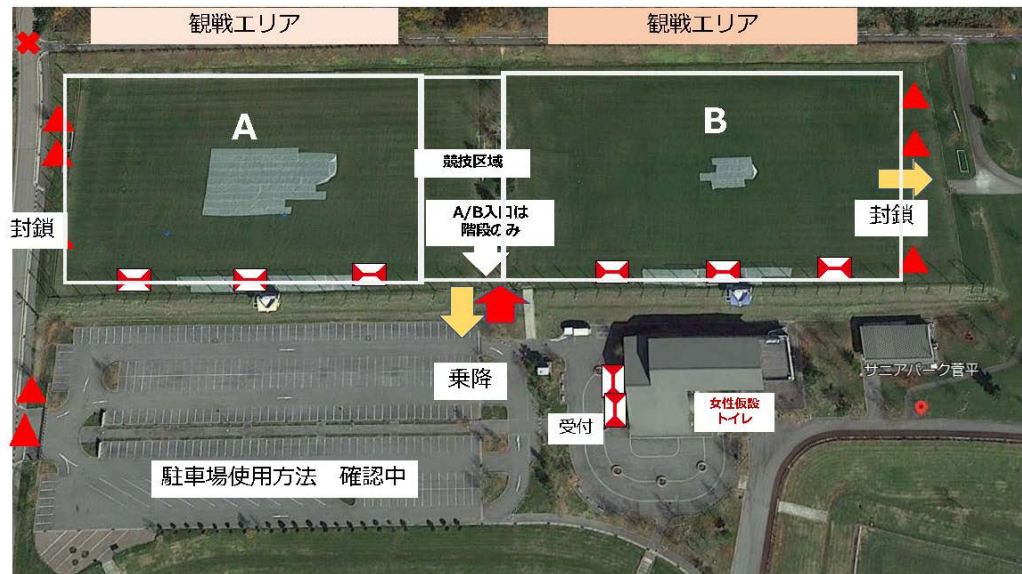 観戦エリア
観戦エリア
A
B
競技区域
A/B入口は
階段のみ
封鎖
封鎖
乗降
サニアパーク菅平
受付
女性仮設
トイレ
駐車場使用方法　確認中